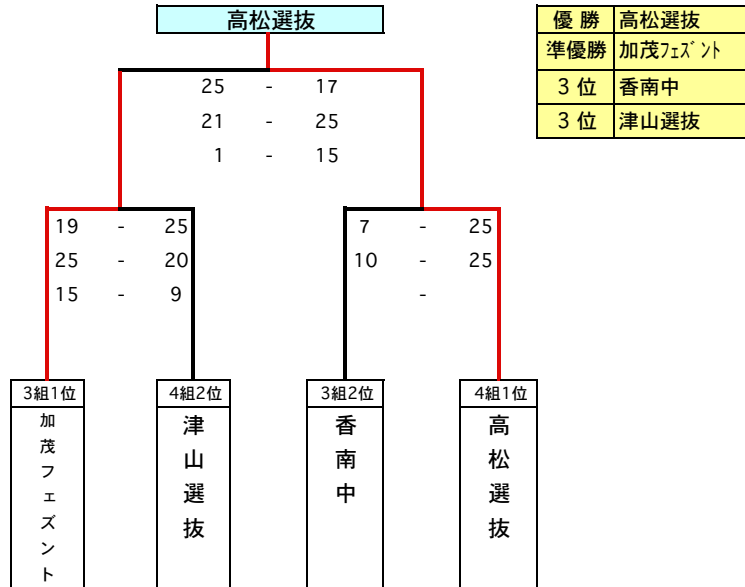 高松選抜
優 勝 高松選抜
準優勝 加茂ﾌｪｽﾞﾝﾄ
3 位 香南中
3 位 津山選抜
25 - 17
21 - 25
1 - 15
19 - 25
25 - 20
15 - 9
7 - 25
10 - 25
-
3組1位
加茂フェズント
4組2位
津山選抜
3組2位
香南中
4組1位
高松選抜